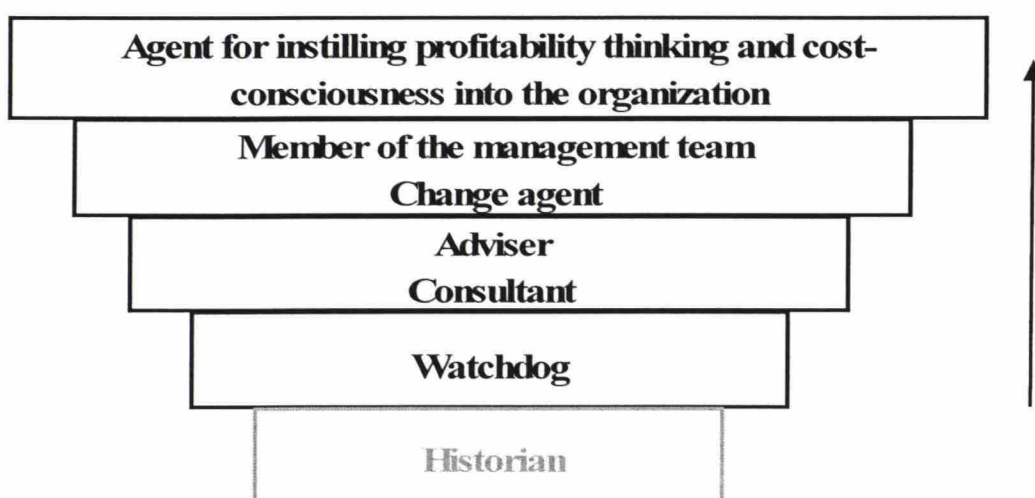 Agent for instilling profitability thinking and cost-
consciousness into the organization
Member of the management team
Change agent
Adviser
Consultant
Watchdog
Historian